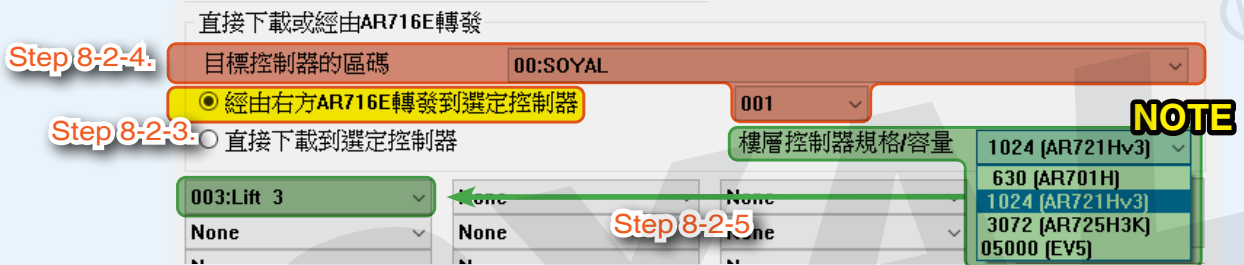 直接下載或經由AR716E轉發
Step 8-2-4.
目標控制器的區碼 00:SOYAL
經由右方AR716E轉發到選定控制器 001
NOTE
Step 8-2-3.
直接下載到選定控制器 樓層控制器規格/容量 1024 (AR721Hv3)
630 (AR701H)
1024 (AR721Hv3)
3072 (AR725H3K)
05000 (EV5)
003:Lift 3 None None
Step 8-2-5
None None None